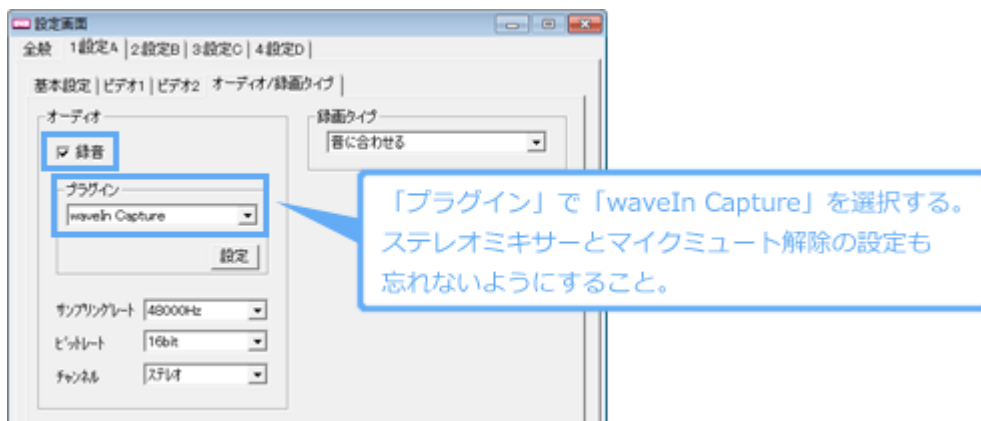 設定画面
全般 1設定A 2設定B 3設定C 4設定D
基本設定 ビデオ1 ビデオ2 オーディオ/録画タイプ
オーディオ
録音
プラグイン
waveIn Capture
設定
サンプリングレート 48000Hz
ビットレート 16bit
チャンネル ステレオ
録画タイプ
音に合わせる
「プラグイン」で「waveIn Capture」を選択する。
ステレオミキサーとマイクミュート解除の設定も
忘れないようにすること。